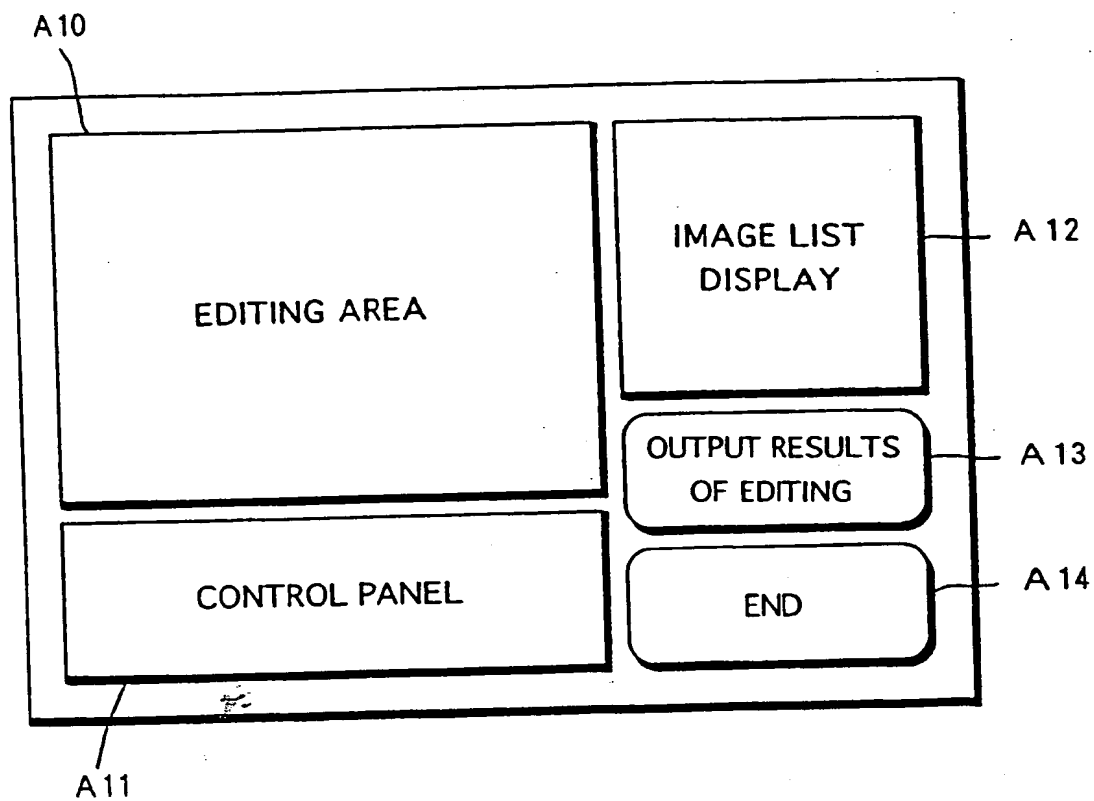 A10
EDITING AREA
IMAGE LIST
DISPLAY
A12
OUTPUT RESULTS
OF EDITING
A13
CONTROL PANEL
END
A14
A11